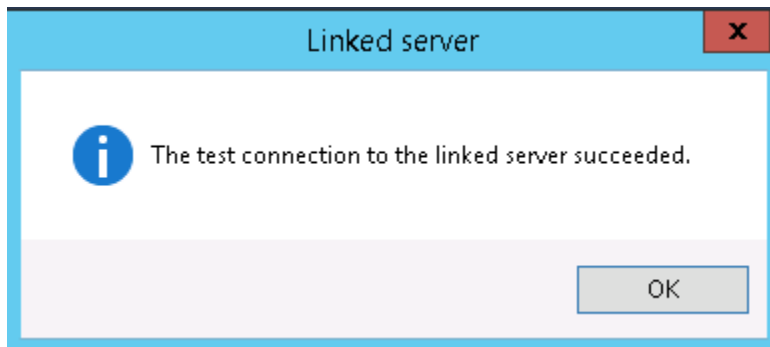 Linked server
x
The test connection to the linked server succeeded.
OK